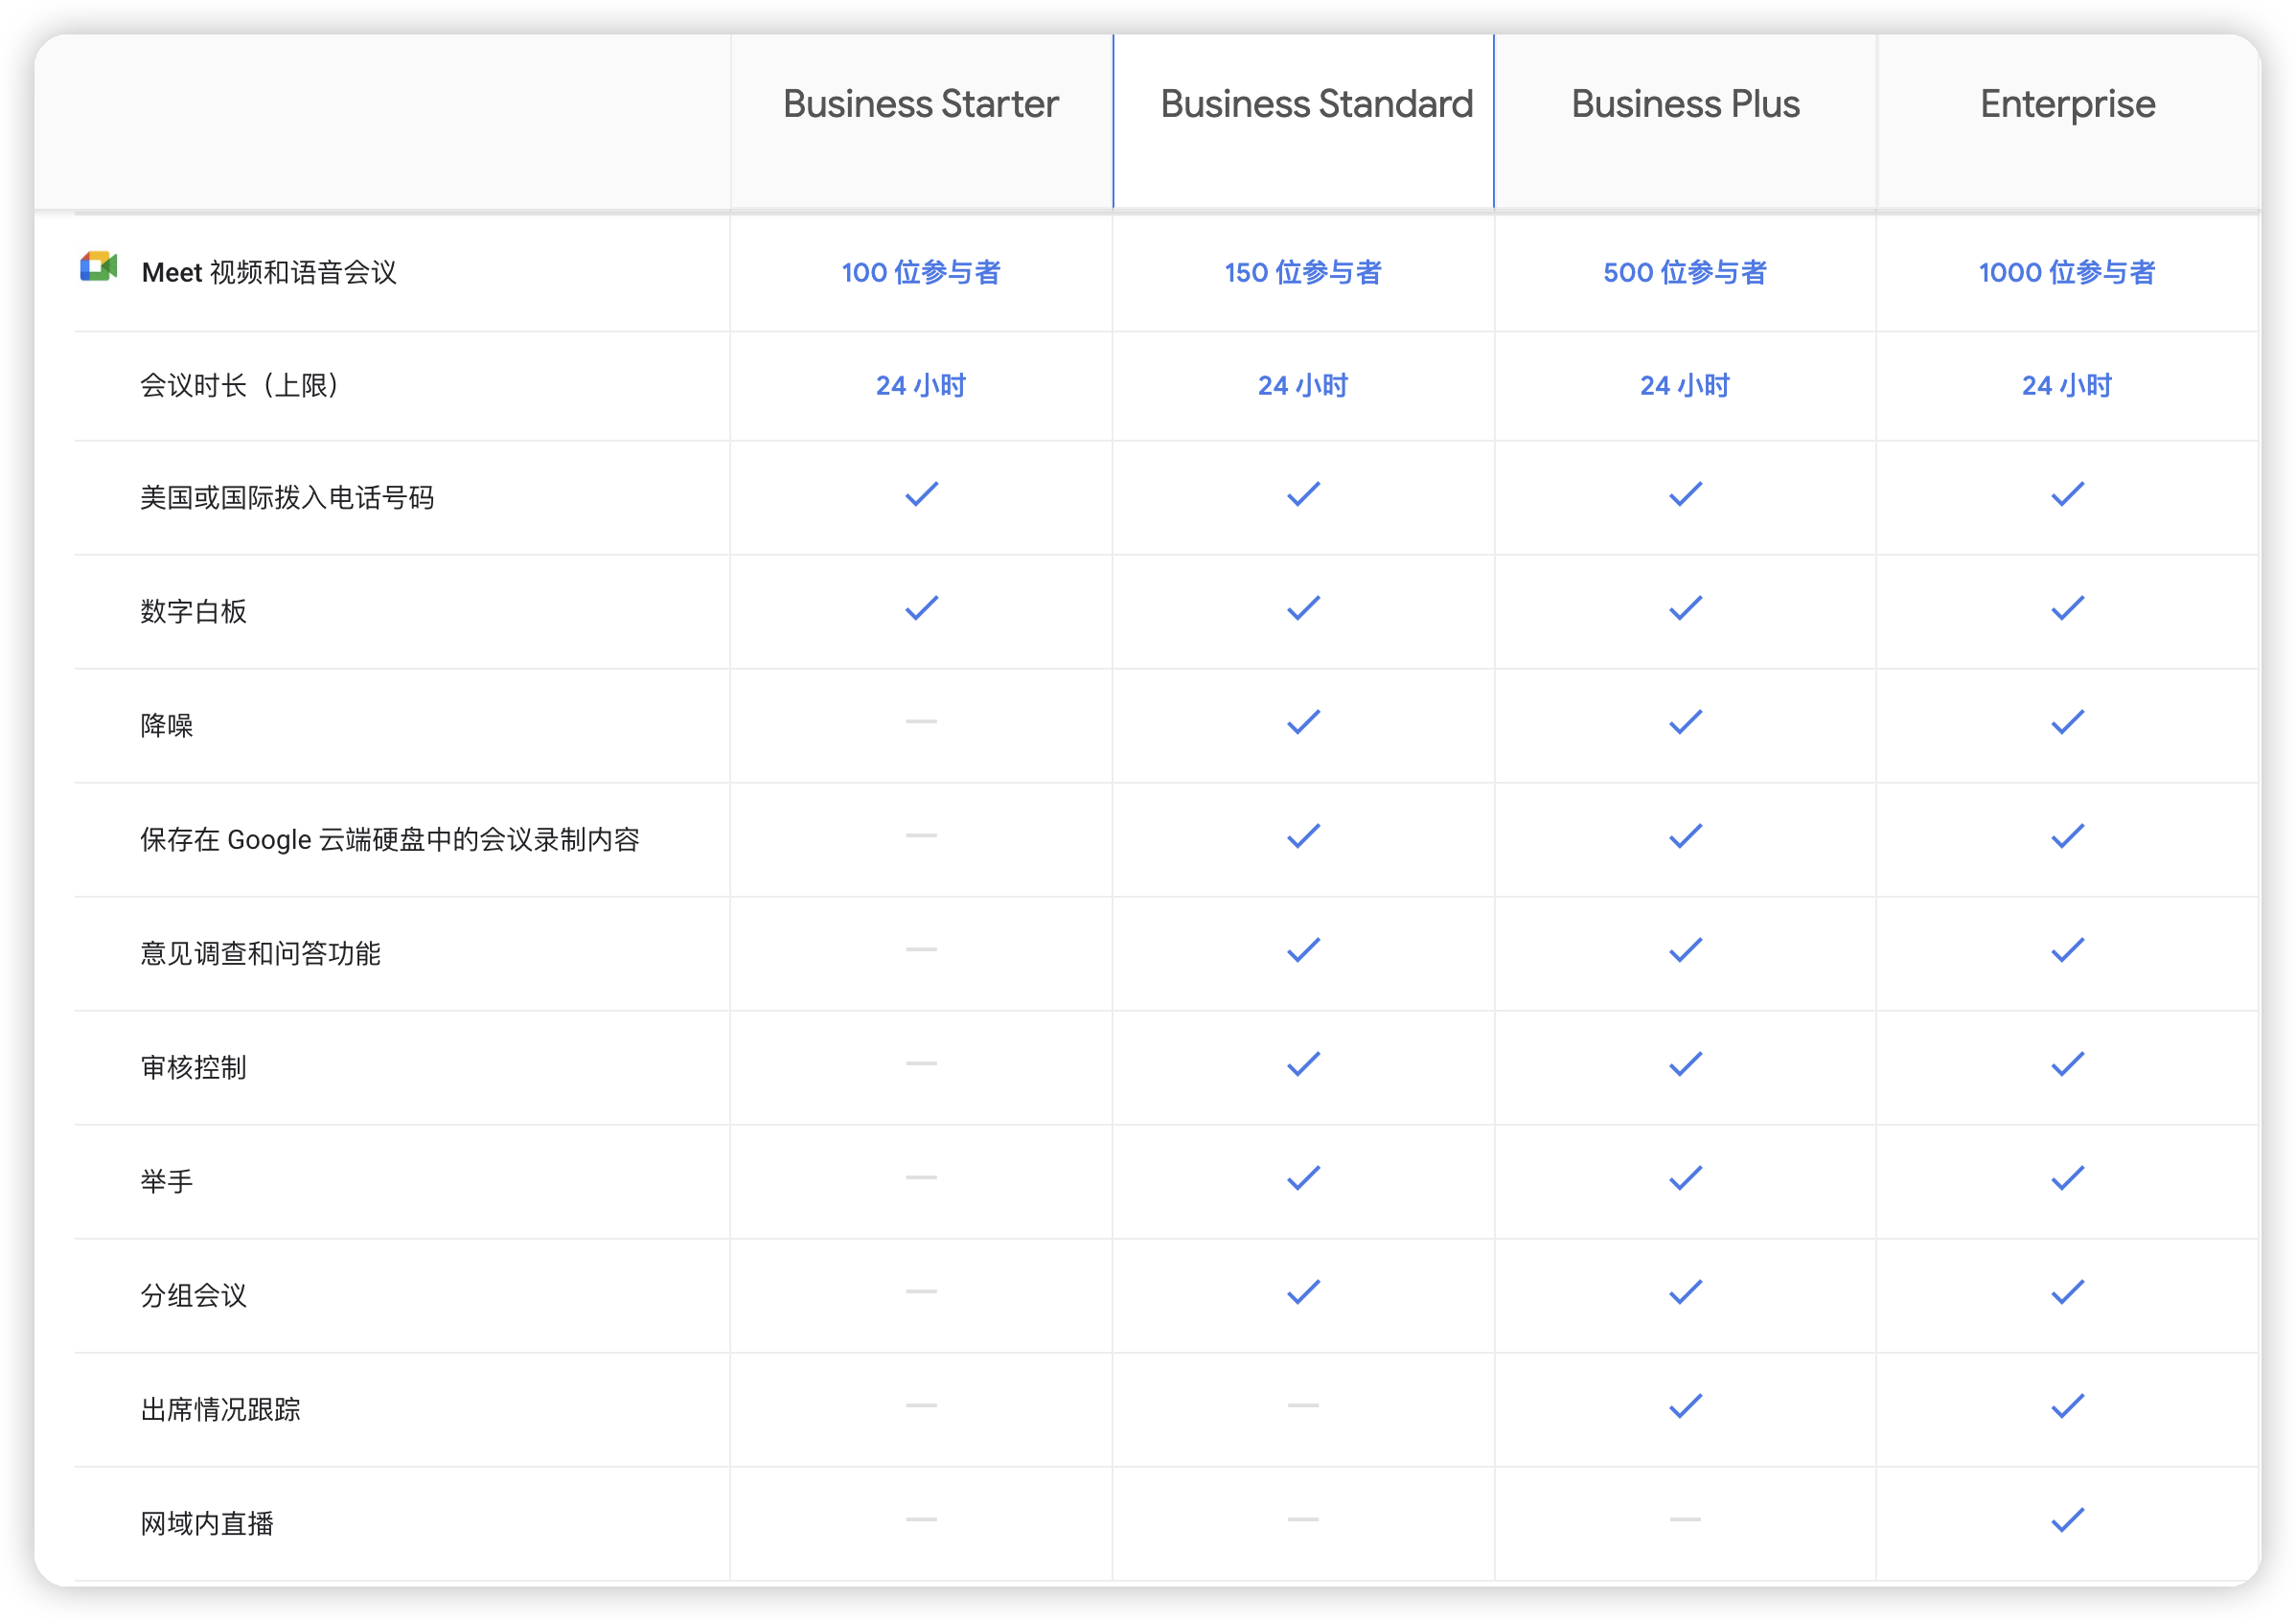 Business Starter Business Standard Business Plus Enterprise
Meet 视频和语音会议 100 位参与者 150 位参与者 500 位参与者 1000 位参与者
会议时长（上限） 24 小时 24 小时 24 小时 24 小时
美国或国际拨入电话号码
数字白板
降噪
保存在 Google 云端硬盘中的会议录制内容
意见调查和问答功能
审核控制
举手
分组会议
出席情况跟踪
网域内直播